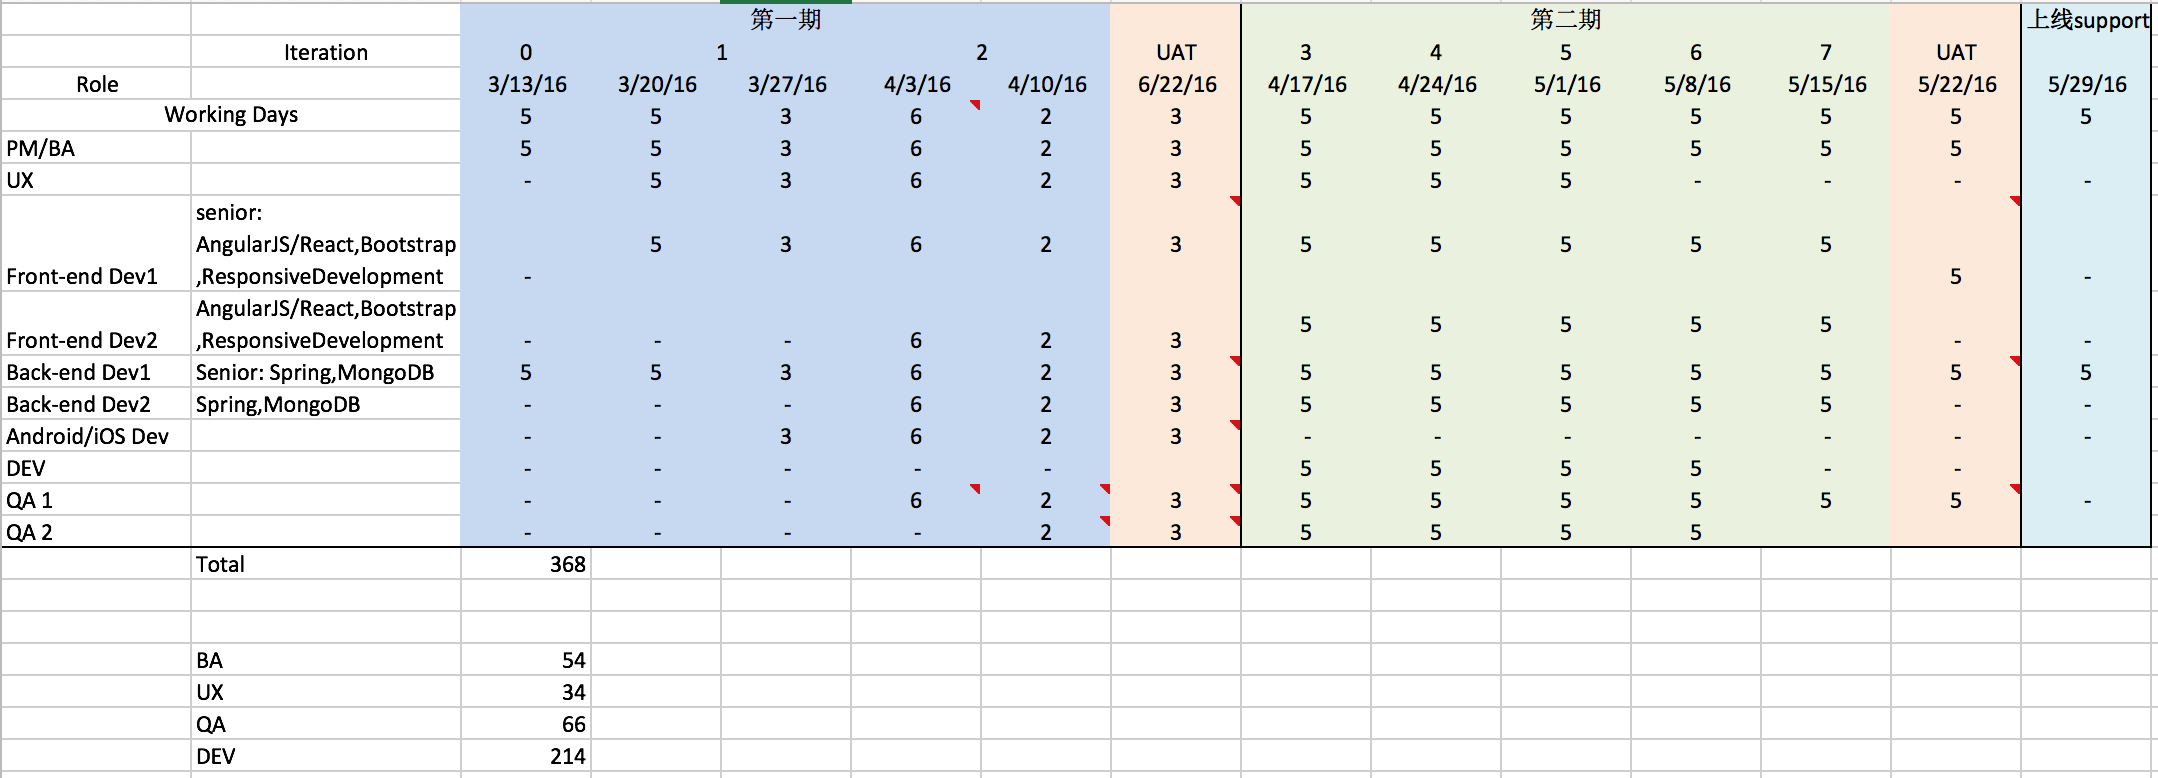 第一期 第二期 上线support
Iteration 0 1 2 UAT 3 4 5 6 7 UAT
Role 3/13/16 3/20/16 3/27/16 4/3/16 4/10/16 6/22/16 4/17/16 4/24/16 5/1/16 5/8/16 5/15/16 5/22/16 5/29/16
Working Days 5 5 3 6 2 3 5 5 5 5 5 5 5
PM/BA 5 5 3 6 2 3 5 5 5 5 5 5
UX - 5 3 6 2 3 5 5 5 - - - -
senior:
AngularJS/React,Bootstrap 5 3 6 2 3 5 5 5 5 5
Front-end Dev1 ,ResponsiveDevelopment - 5 -
AngularJS/React,Bootstrap
5 5 5 5 5
Front-end Dev2 ,ResponsiveDevelopment - - - 6 2 3 - -
Back-end Dev1 Senior: Spring,MongoDB 5 5 3 6 2 3 5 5 5 5 5 5 5
Back-end Dev2 Spring,MongoDB - - - 6 2 3 5 5 5 5 5 - -
Android/iOS Dev - - 3 6 2 3 - - - - - - -
DEV - - - - - 5 5 5 5 - -
QA 1 - - - 6 2 3 5 5 5 5 5 5 -
QA 2 - - - - 2 3 5 5 5 5
Total 368
BA 54
UX 34
QA 66
DEV 214